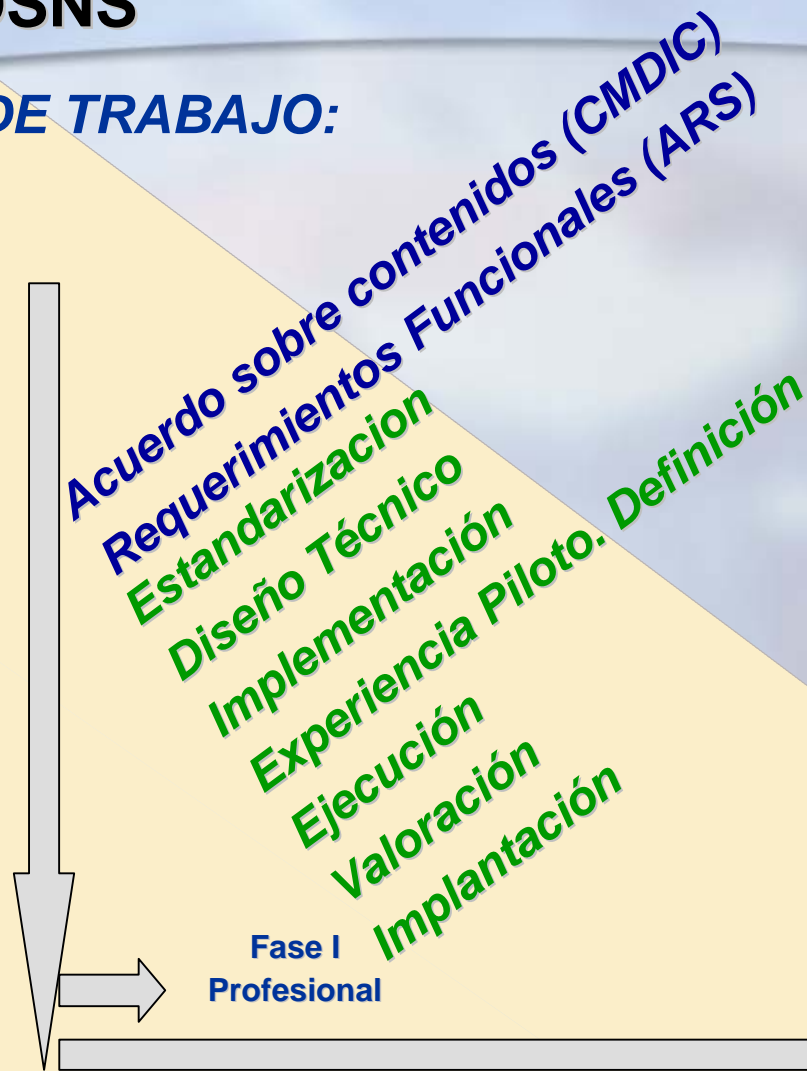 DE TRABAJO:
Acuerdo sobre contenidos (CMDIC)
Requerimientos Funcionales (ARS)
Estandarizacion
Diseño Técnico
Implementación
Experiencia Piloto. Definición
Ejecución
Valoración
Implantación
Fase I
Profesional